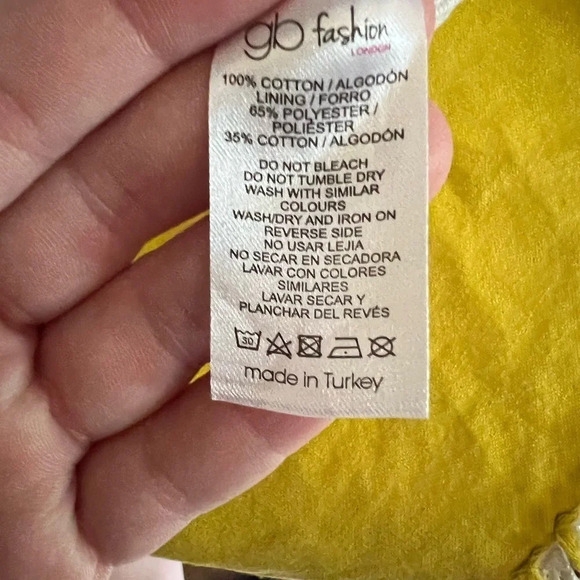 gb fashion
LONDON
100% COTTON / ALGODÓN
LINING / FORRO
65% POLYESTER /
POLIÉSTER
35% COTTON / ALGODÓN
DO NOT BLEACH
DO NOT TUMBLE DRY
WASH WITH SIMILAR
COLOURS
WASH/DRY AND IRON ON
REVERSE SIDE
NO USAR LEJIA
NO SECAR EN SECADORA
LAVAR CON COLORES
SIMILARES
LAVAR SECAR Y
PLANCHAR DEL REVÉS
30
made in Turkey